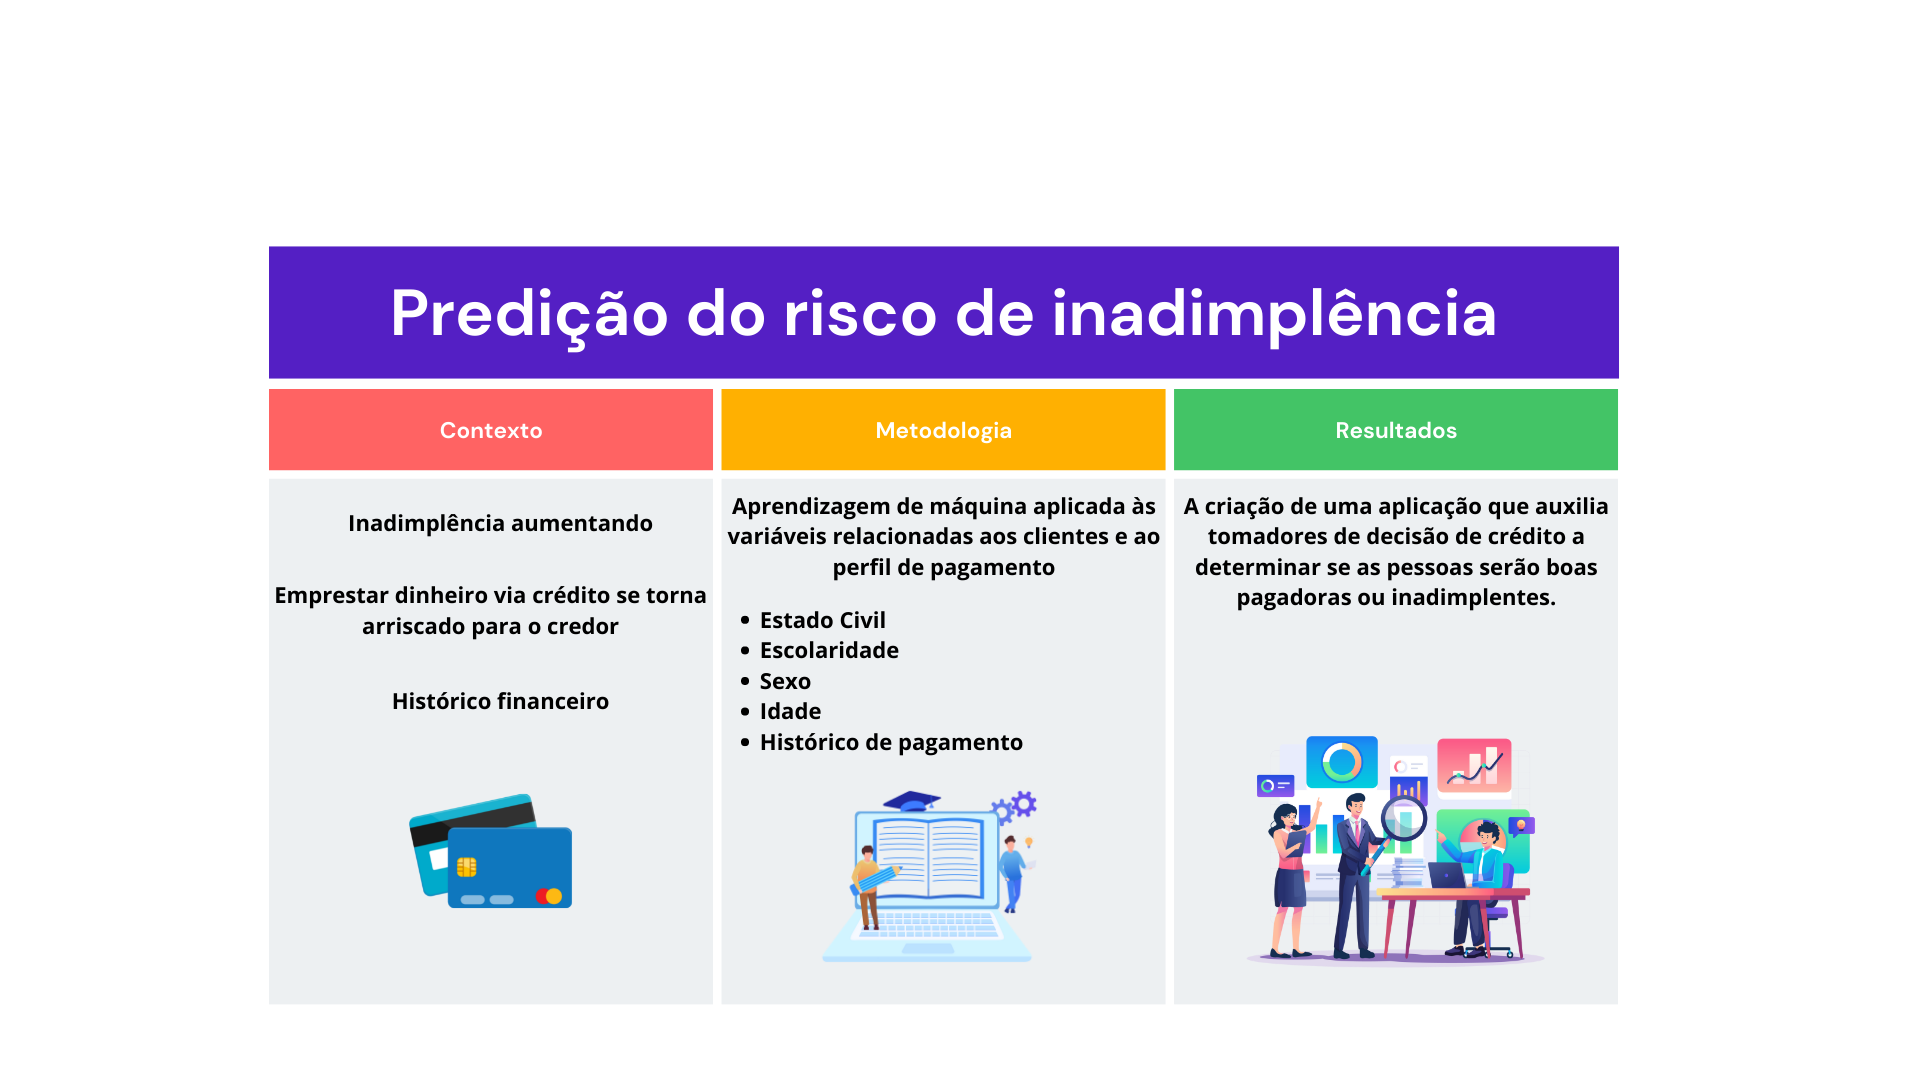 Predição do risco de inadimplência
Contexto
Inadimplência aumentando
Emprestar dinheiro via crédito se torna
arriscado para o credor
Histórico financeiro
Metodologia
Aprendizagem de máquina aplicada às
variáveis relacionadas aos clientes e ao
perfil de pagamento
• Estado Civil
• Escolaridade
• Sexo
• Idade
• Histórico de pagamento
Resultados
A criação de uma aplicação que auxilia
tomadores de decisão de crédito a
determinar se as pessoas serão boas
pagadoras ou inadimplentes.